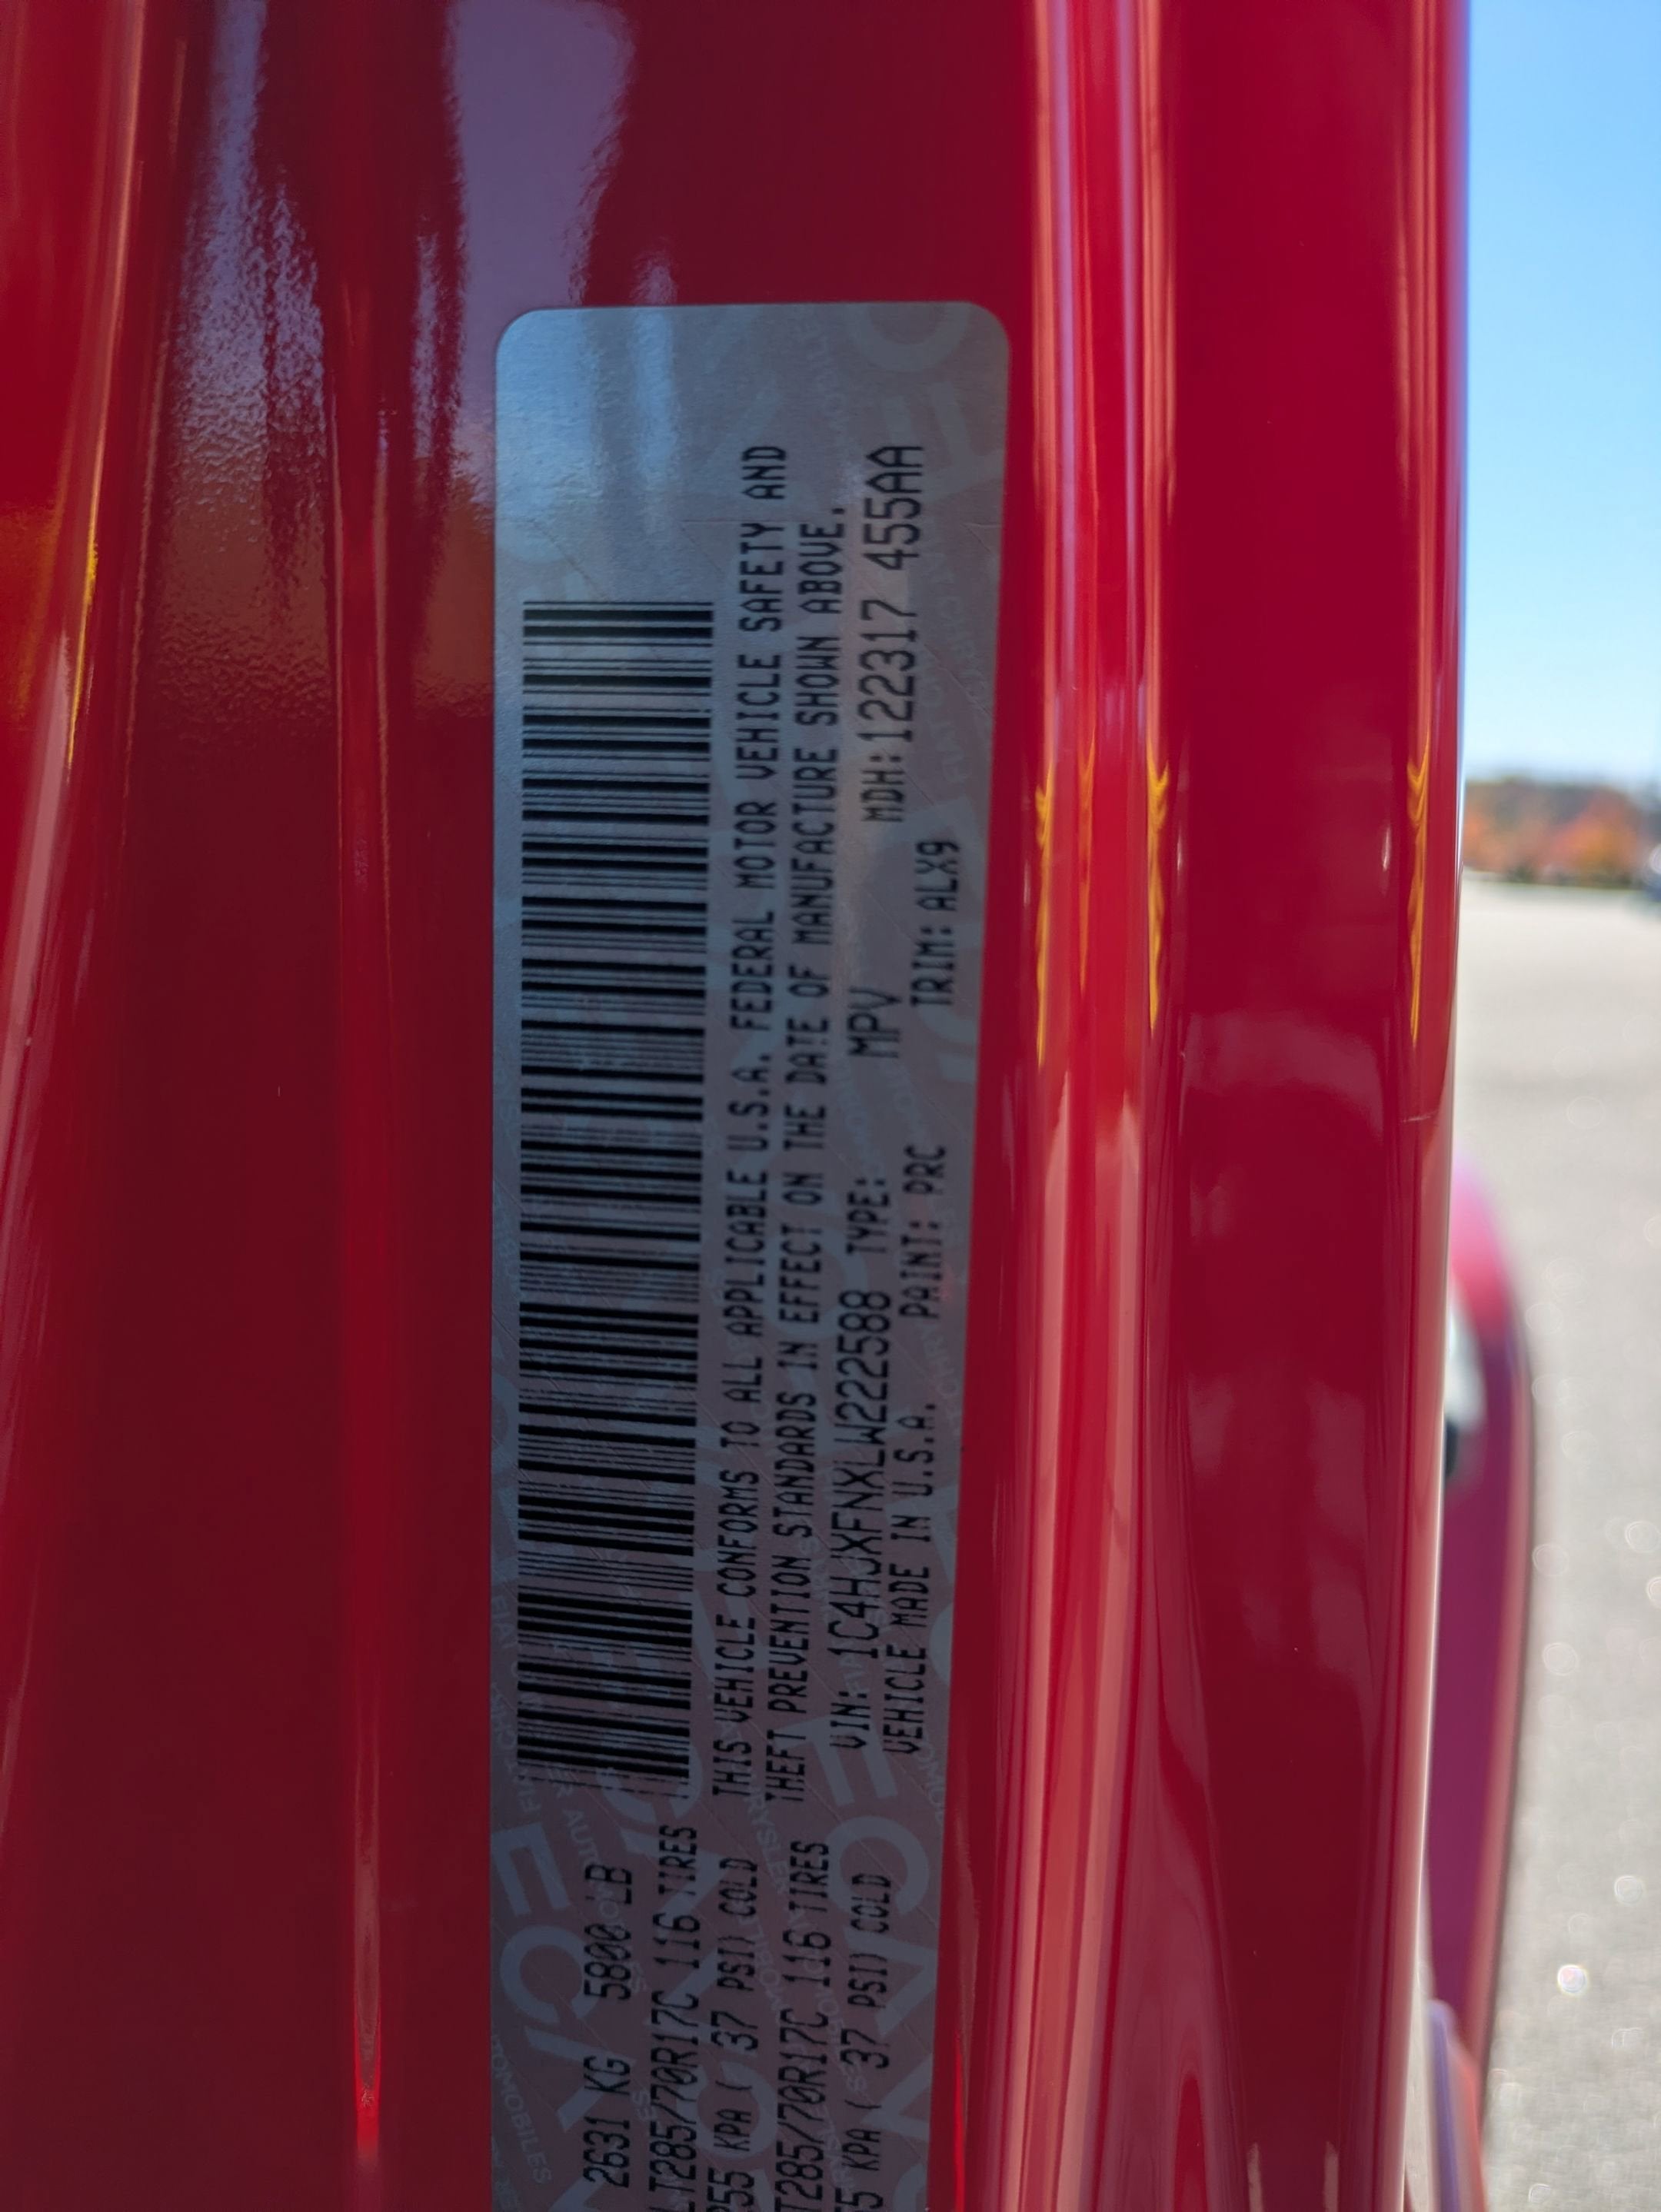 2631 KG 5800 LB
LT285/70R17C 116 TIRES
255 KPA ( 37 PSI) COLD
T285/70R17C 116 TIRES
5 KPA ( 37 PSI) COLD
THIS VEHICLE CONFORMS TO ALL APPLICABLE U.S.A. FEDERAL MOTOR VEHICLE SAFETY AND
THEFT PREVENTION STANDARDS IN EFFECT ON THE DATE OF MANUFACTURE SHOWN ABOVE.
VIN: 1C4HJXFNXLW222588 TYPE: MPV MDH:122317 455AA
VEHICLE MADE IN U.S.A. PAINT: PRC TRIM: ALX9